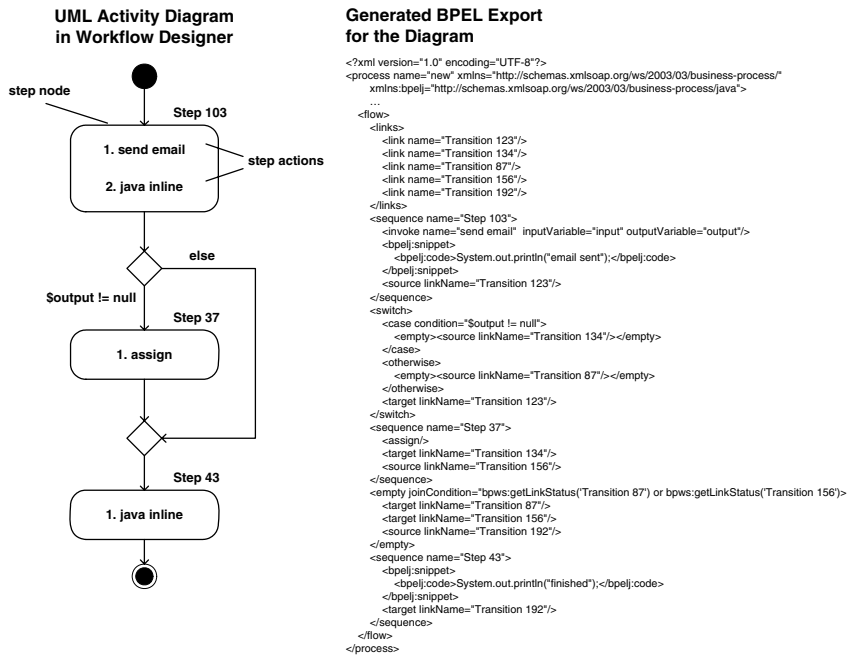 UML Activity Diagram
in Workflow Designer
step node
Step 103
1. send email
step actions
2. java inline
else
$output != null
Step 37
1. assign
Step 43
1. java inline
Generated BPEL Export
for the Diagram
<?xml version="1.0" encoding="UTF-8"?>
<process name="new" xmlns="http://schemas.xmlsoap.org/ws/2003/03/business-process/"
xmlns:bpelj="http://schemas.xmlsoap.org/ws/2003/03/business-process/java">
...
<flow>
<links>
<link name="Transition 123"/>
<link name="Transition 134"/>
<link name="Transition 87"/>
<link name="Transition 156"/>
<link name="Transition 192"/>
</links>
<sequence name="Step 103">
<invoke name="send email"  inputVariable="input" outputVariable="output"/>
<bpelj:snippet>
<bpelj:code>System.out.println("email sent");</bpelj:code>
</bpelj:snippet>
<source linkName="Transition 123"/>
</sequence>
<switch>
<case condition="$output != null">
<empty><source linkName="Transition 134"/></empty>
</case>
<otherwise>
<empty><source linkName="Transition 87"/></empty>
</otherwise>
<target linkName="Transition 123"/>
</switch>
<sequence name="Step 37">
<assign/>
<target linkName="Transition 134"/>
<source linkName="Transition 156"/>
</sequence>
<empty joinCondition="bpws:getLinkStatus('Transition 87') or bpws:getLinkStatus('Transition 156')>
<target linkName="Transition 87"/>
<target linkName="Transition 156"/>
<source linkName="Transition 192"/>
</empty>
<sequence name="Step 43">
<bpelj:snippet>
<bpelj:code>System.out.println("finished");</bpelj:code>
</bpelj:snippet>
<target linkName="Transition 192"/>
</sequence>
</flow>
</process>